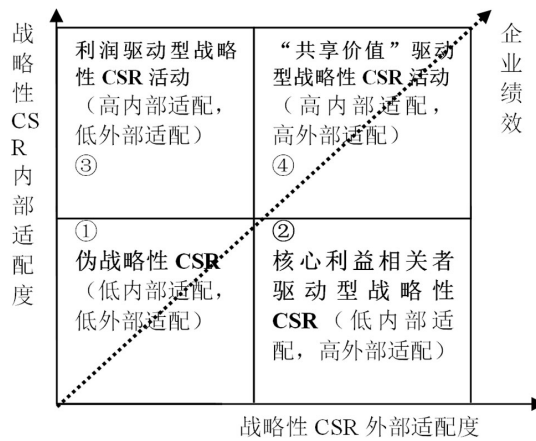 战略性CSR内部适配度
利润驱动型战略
性 CSR 活动
（高内部适配，
低外部适配）
③
“共享价值”驱动
型战略性 CSR 活动
（高内部适配，
高外部适配）
④
企业绩效
①
伪战略性 CSR
（低内部适配，
低外部适配）
②
核心利益相关者
驱动型战略性
CSR（低内部适
配，高外部适配）
战略性 CSR 外部适配度